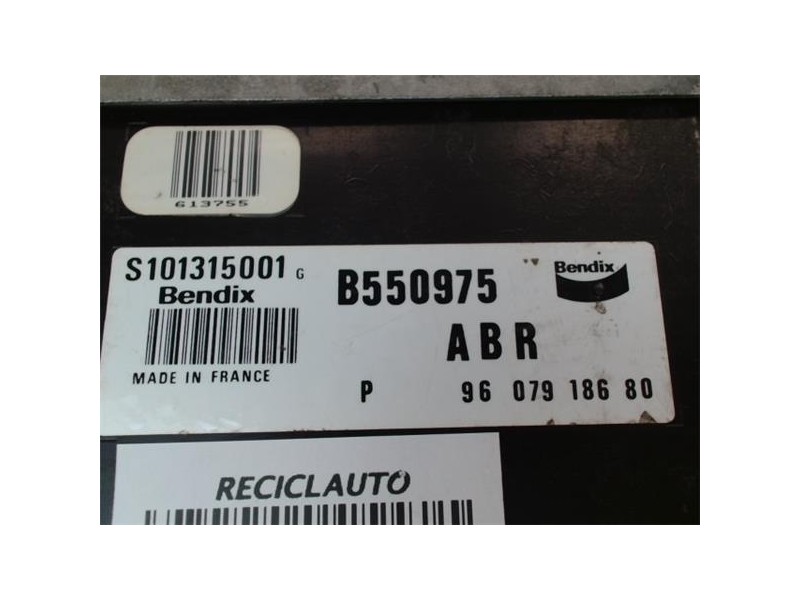 613755
S101315001 G
Bendix
MADE IN FRANCE
B550975
Bendix
ABR
P 96 079 186 80
RECICLAUTO